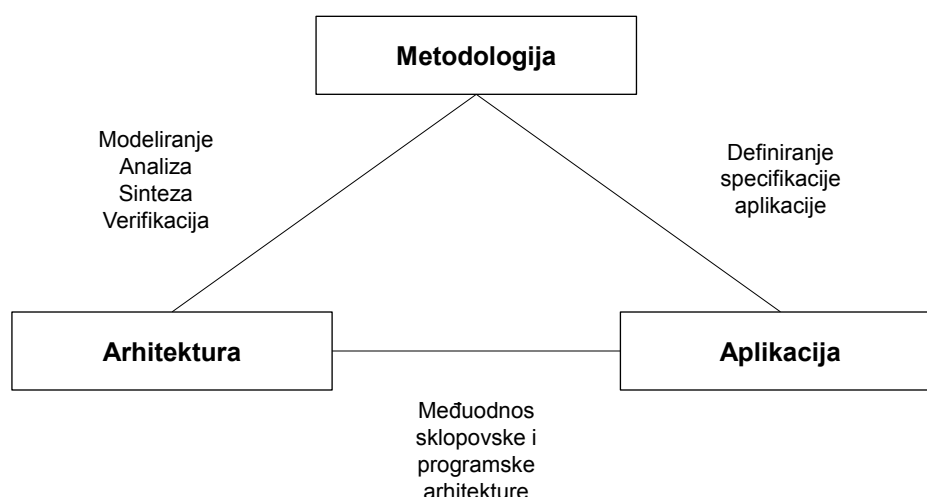 Metodologija
Modeliranje
Analiza
Sinteza
Verifikacija
Definiranje
specifikacije
aplikacije
Arhitektura
Aplikacija
Međuodnos
sklopovske i
programske
arhitekture